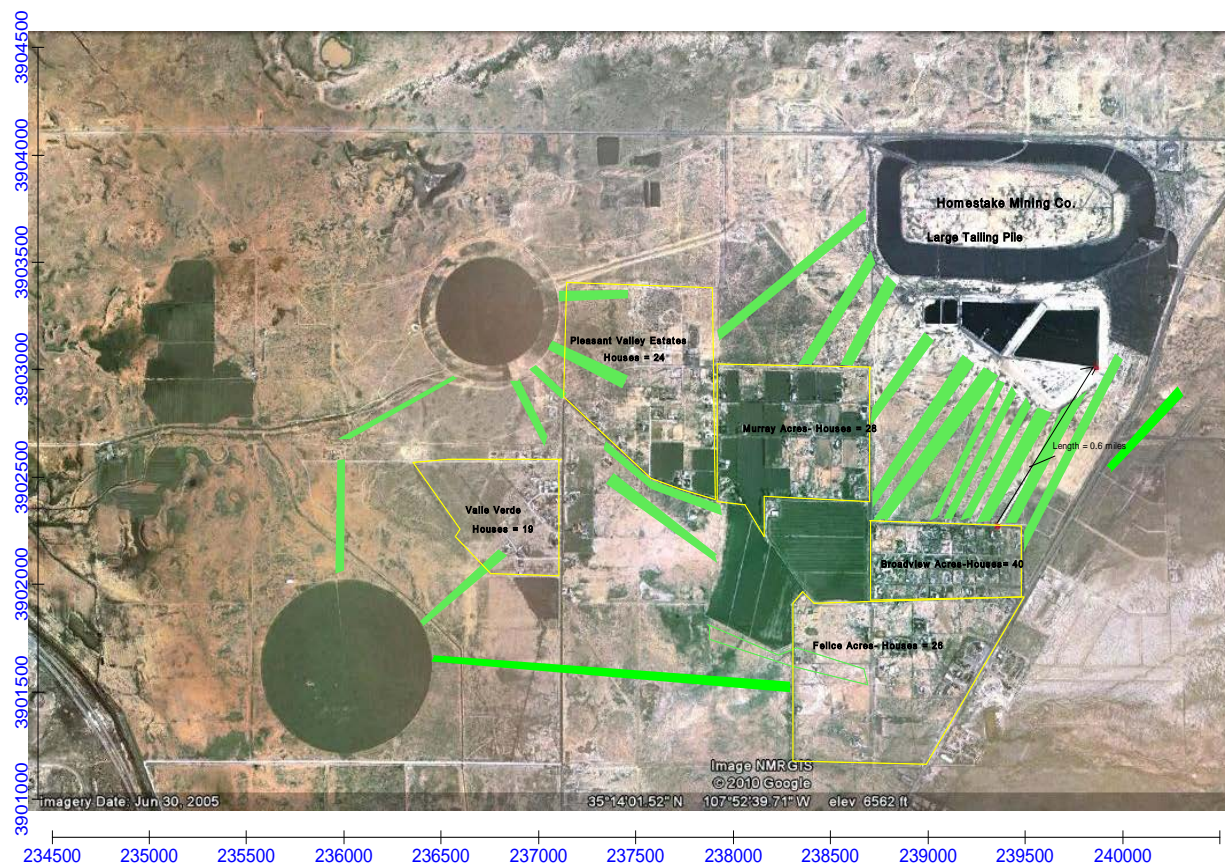 3904500
3904000
3903500
3903000
3902500
3902000
3901500
3901000
Homestake Mining Co.
Large Tailing Pile
Pleasant Valley Estates
Houses = 24
Murray Acres- Houses = 28
Length = 0.6 miles
Valle Verde
Houses = 19
Broadview Acres-Houses= 40
Felice Acres- Houses = 26
Image NMRGIS
© 2010 Google
Imagery Date: Jun 30, 2005
35°14'01.52" N 107°52'39.71" W elev 6562 ft
234500 235000 235500 236000 236500 237000 237500 238000 238500 239000 239500 240000